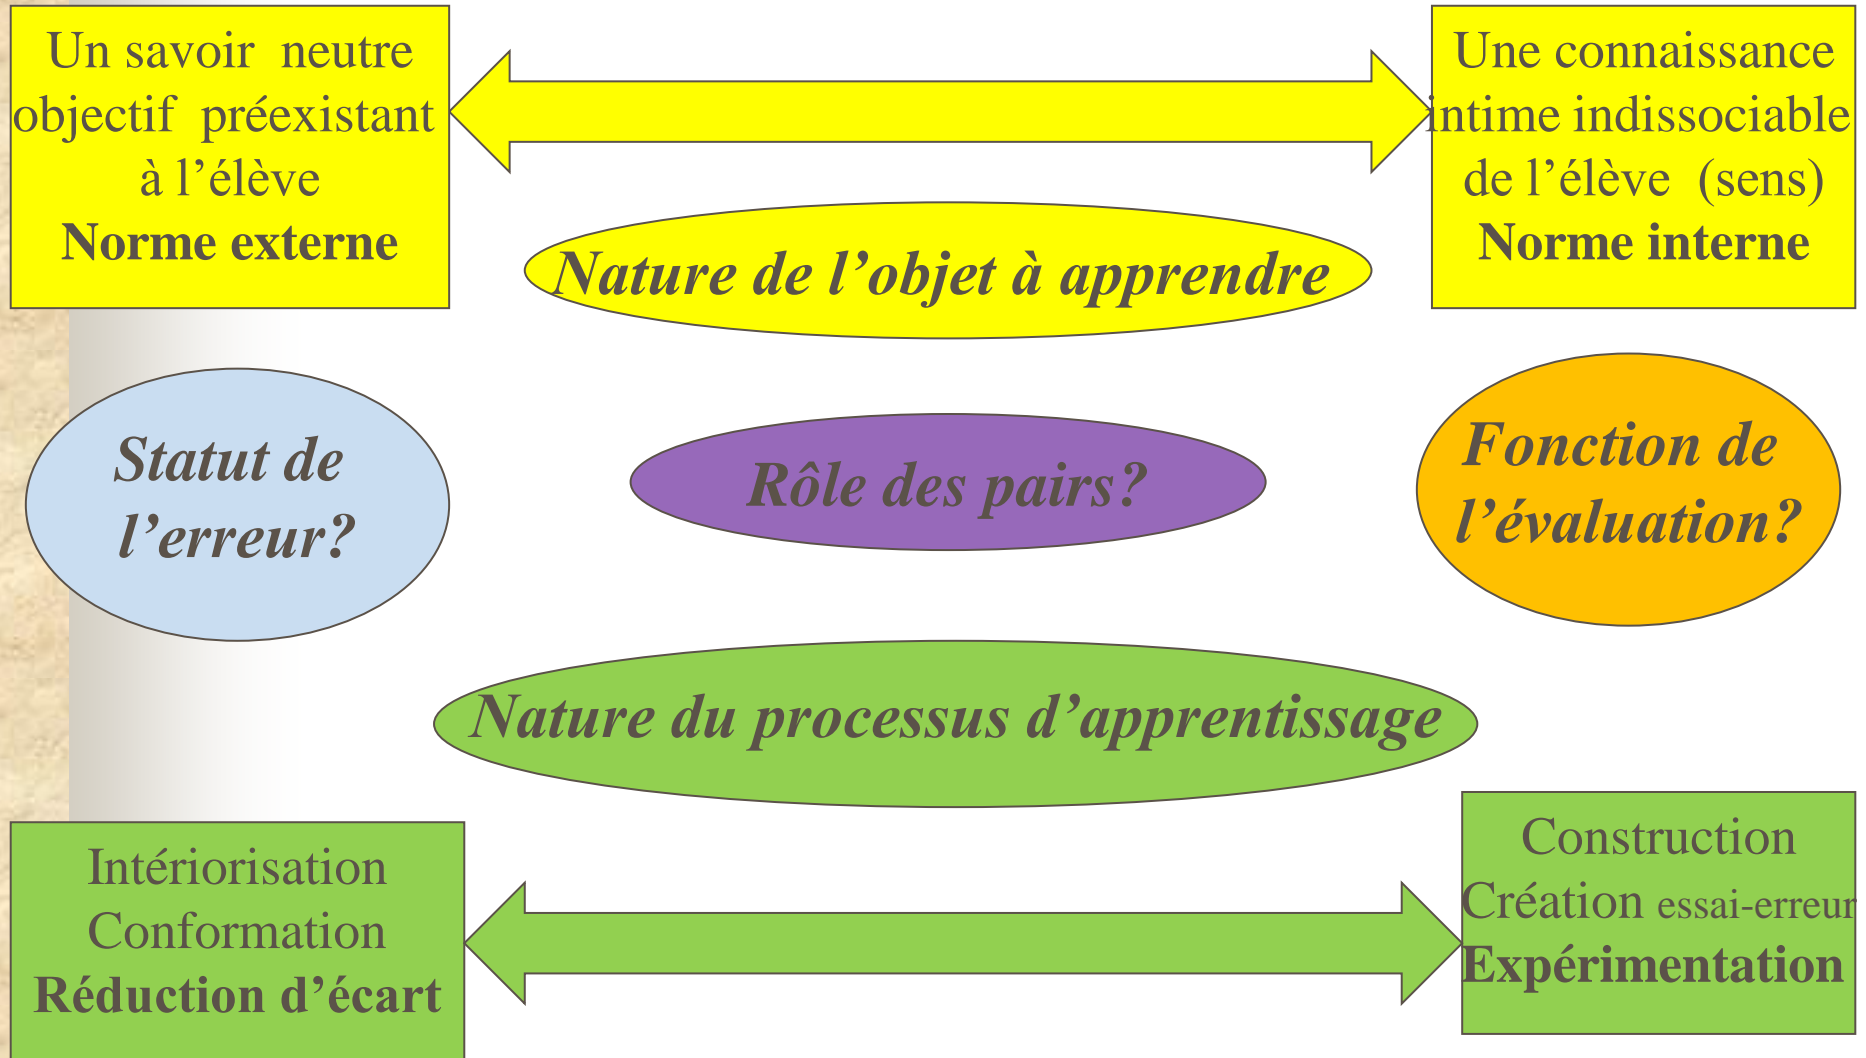 Un savoir neutre
objectif préexistant
à l’élève
Norme externe
Une connaissance
intime indissociable
de l’élève (sens)
Norme interne
Nature de l’objet à apprendre
Statut de
l’erreur?
Rôle des pairs?
Fonction de
l’évaluation?
Nature du processus d’apprentissage
Intériorisation
Conformation
Réduction d’écart
Construction
Création essai-erreur
Expérimentation